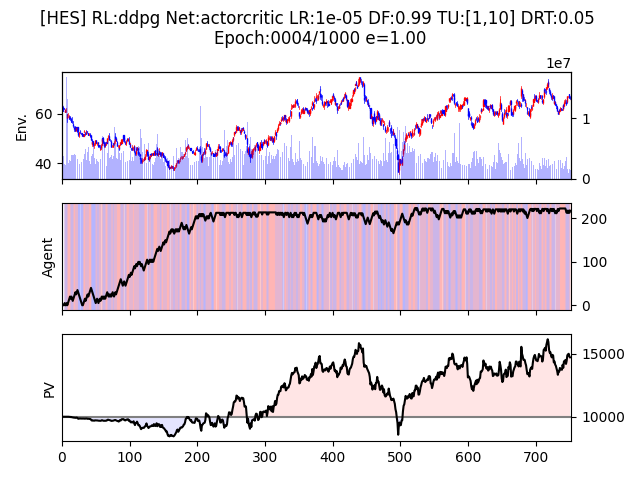 [HES] RL:ddpg Net:actorcritic LR:1e-05 DF:0.99 TU:[1,10] DRT:0.05
Epoch:0004/1000 e=1.00
1e7
Env.
60
40
1
0
Agent
200
100
0
PV
15000
10000
0 100 200 300 400 500 600 700